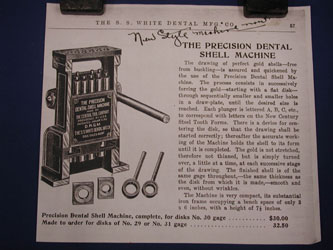 THE S. S. WHITE DENTAL MFG. CO. 87
New Style machine
THE PRECISION DENTAL
SHELL MACHINE
The drawing of perfect gold shells—free
from buckling—is assured and quickened by
the use of the Precision Dental Shell Ma-
chine. The process consists in successively
forcing the gold—starting with a flat disk—
through sequentially smaller and smaller holes
in a draw-plate, until the desired size is
reached. Each plunger is lettered A, B, C, etc.,
to correspond with letters on the New Century
Steel Tooth Forms. There is a device for cen-
tering the disk, so that the drawing shall be
started correctly; thereafter the accurate work-
ing of the Machine holds the shell to its form
until it is completed. The gold is not stretched,
therefore not thinned, but is simply turned
over, a little at a time, at each successive stage
of the drawing. The finished shell is of the
same gage throughout,—the same thickness as
the disk from which it is made,—smooth and
even, without wrinkles.
The Machine is very compact, its substantial
iron frame occupying a bench space of only 5
x 6 inches, with a height of 7½ inches.
THE PRECISION
DENTAL SHELL MACHINE
Precision Dental Shell Machine, complete, for disks No. 30 gage $30.00
Made to order for disks of No. 29 or No. 31 gage 32.50